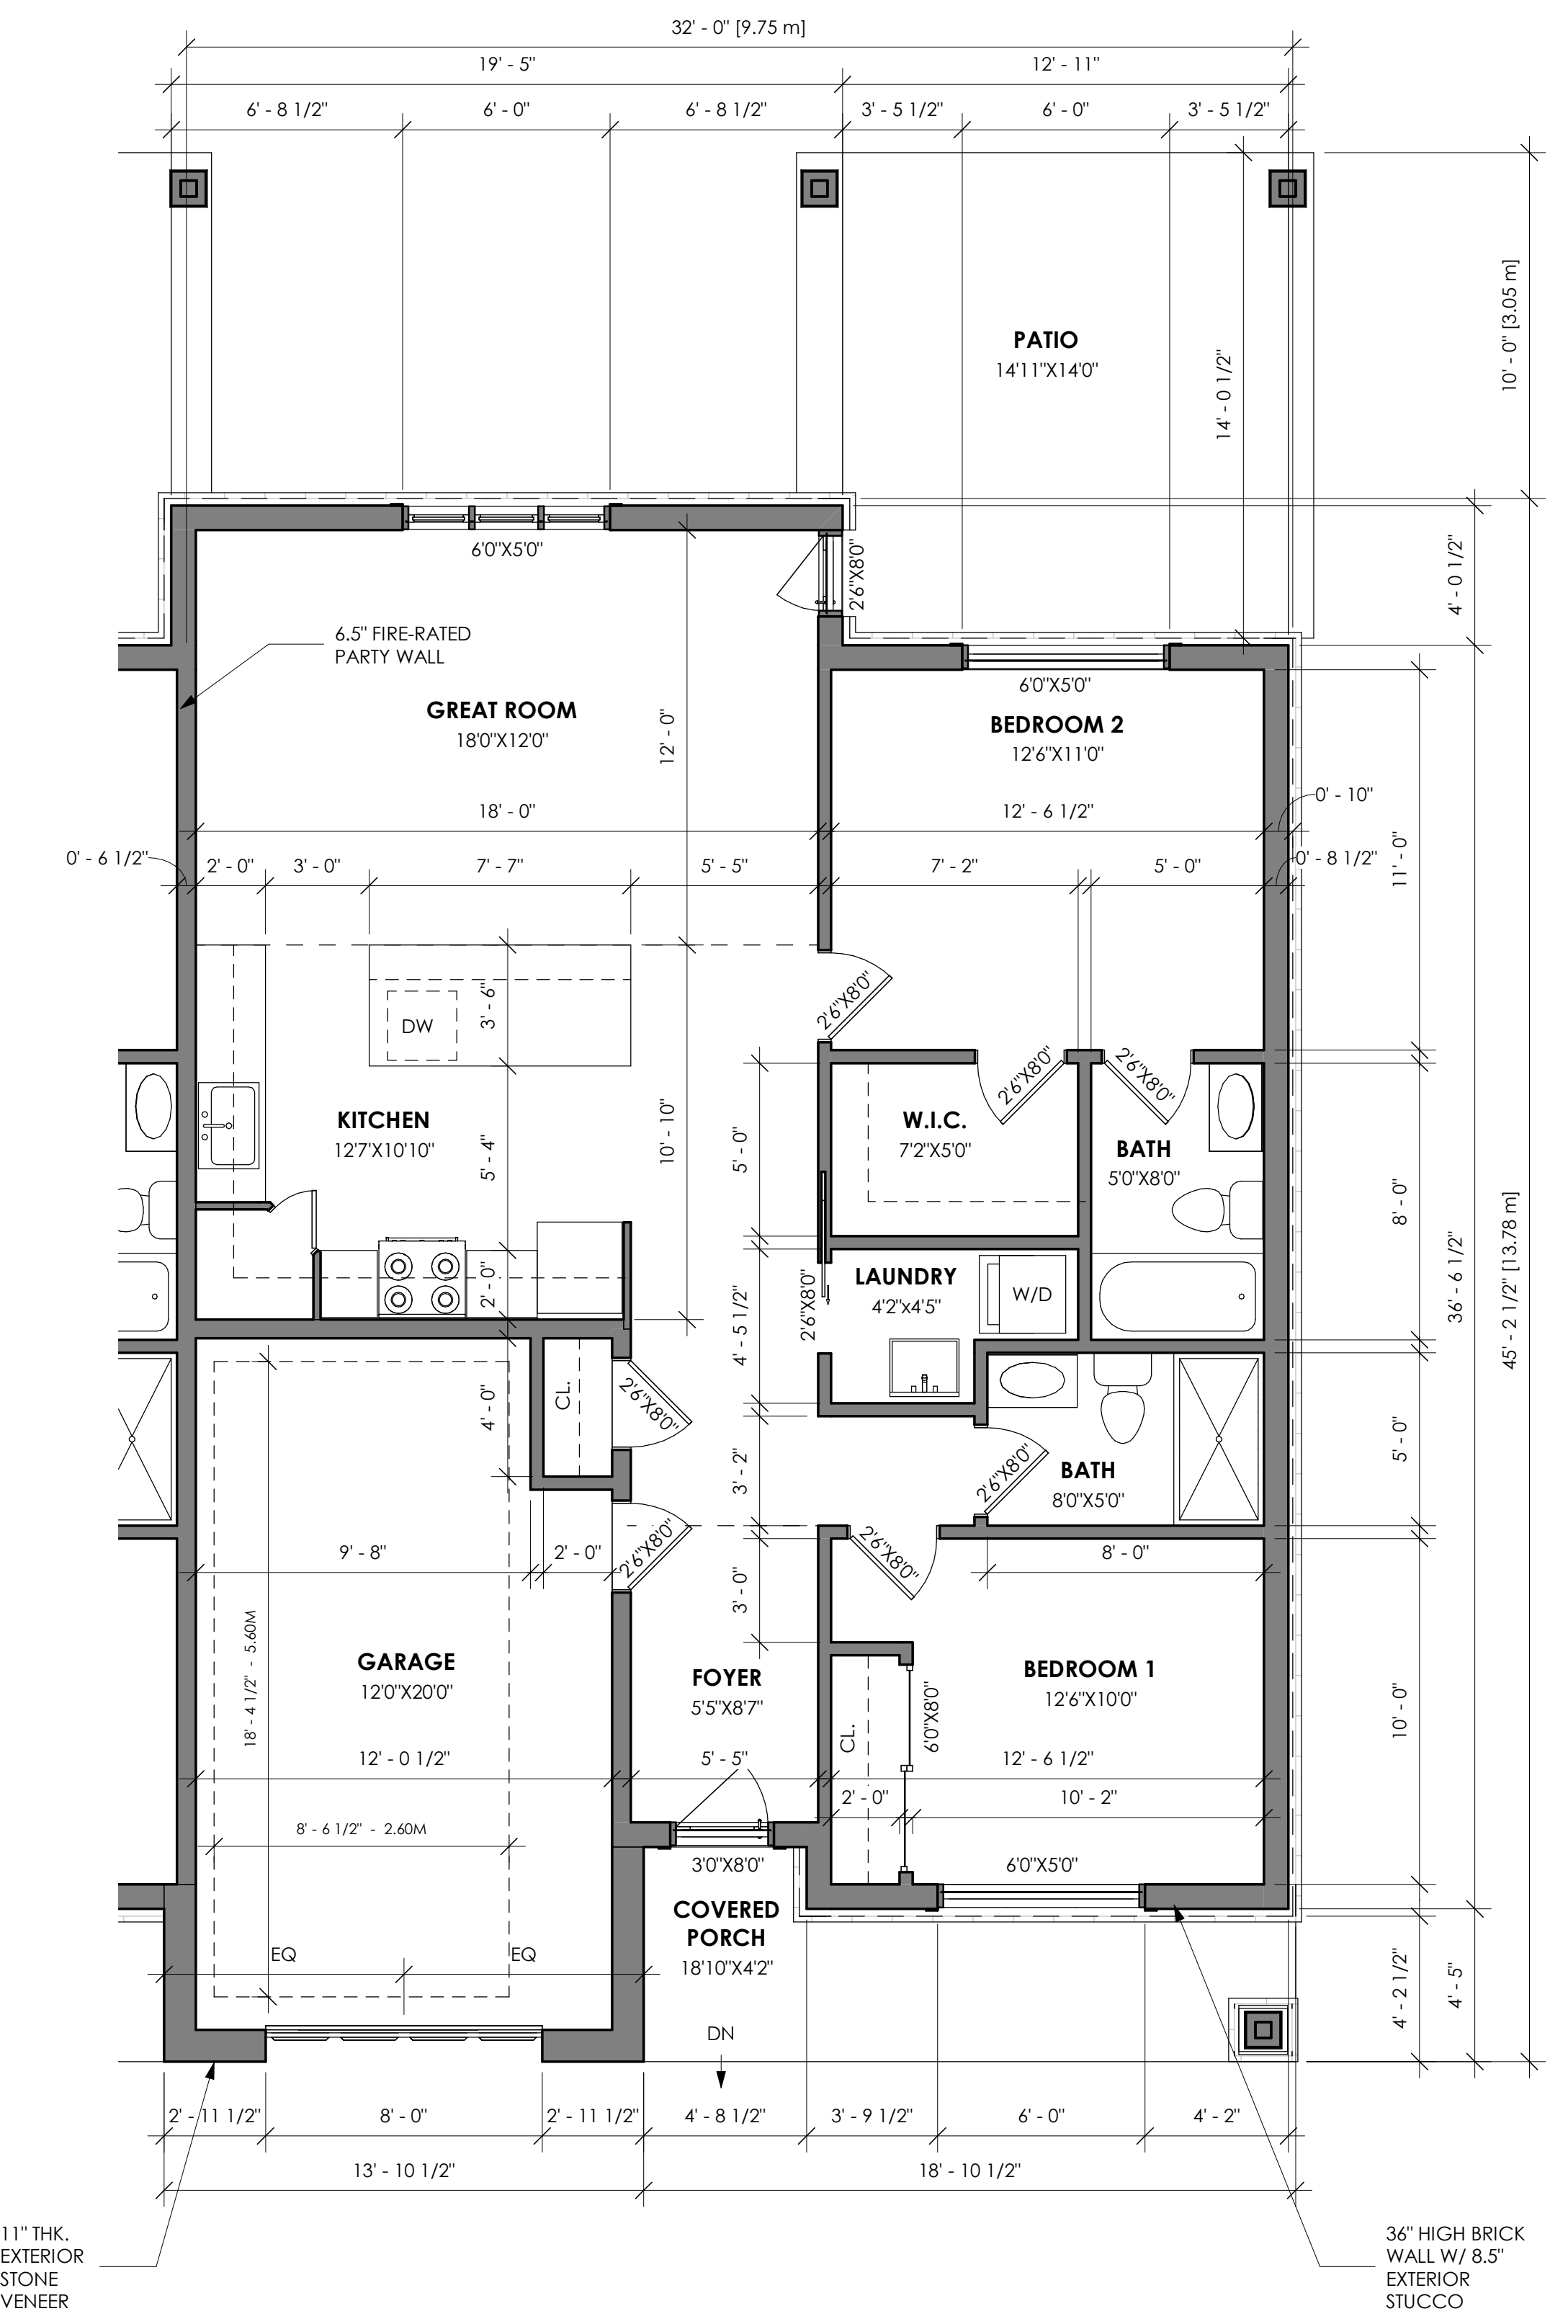 32' - 0" [9.75 m]
19' - 5"
12' - 11"
6' - 8 1/2"
6' - 0"
6' - 8 1/2"
3' - 5 1/2"
6' - 0"
3' - 5 1/2"
PATIO
14'11"X14'0"
14' - 0 1/2"
10' - 0" [3.05 m]
6'0"X5'0"
2'6"X8'0"
4' - 0 1/2"
6.5" FIRE-RATED
PARTY WALL
6'0"X5'0"
GREAT ROOM
18'0"X12'0"
12' - 0"
BEDROOM 2
12'6"X11'0"
0' - 10"
18' - 0"
12' - 6 1/2"
0' - 6 1/2"
2' - 0"
3' - 0"
7' - 7"
5' - 5"
7' - 2"
5' - 0"
0' - 8 1/2"
11' - 0"
DW
3' - 6"
2'6"X8'0"
2'6"X8'0"
2'6"X8'0"
KITCHEN
12'7"X10'10"
5' - 4"
10' - 10"
5' - 0"
W.I.C.
7'2"X5'0"
BATH
5'0"X8'0"
8' - 0"
36' - 6 1/2"
45' - 2 1/2" [13.78 m]
2' - 0"
4' - 5 1/2"
2'6"X8'0"
LAUNDRY
4'2"x4'5"
W/D
4' - 0"
CL.
2'6"X8'0"
3' - 2"
2'6"X8'0"
BATH
8'0"X5'0"
5' - 0"
9' - 8"
2' - 0"
2'6"X8'0"
2'6"X8'0"
8' - 0"
3' - 0"
18' - 4 1/2" - 5.60M
GARAGE
12'0"X20'0"
FOYER
5'5"X8'7"
CL.
6'0"X8'0"
BEDROOM 1
12'6"X10'0"
10' - 0"
12' - 0 1/2"
5' - 5"
12' - 6 1/2"
2' - 0"
10' - 2"
8' - 6 1/2" - 2.60M
3'0"X8'0"
6'0"X5'0"
COVERED
PORCH
18'10"X4'2"
EQ
EQ
4' - 2 1/2"
4' - 5"
DN
2' - 11 1/2"
8' - 0"
2' - 11 1/2"
4' - 8 1/2"
3' - 9 1/2"
6' - 0"
4' - 2"
13' - 10 1/2"
18' - 10 1/2"
11" THK.
EXTERIOR
STONE
VENEER
36" HIGH BRICK
WALL W/ 8.5"
EXTERIOR
STUCCO